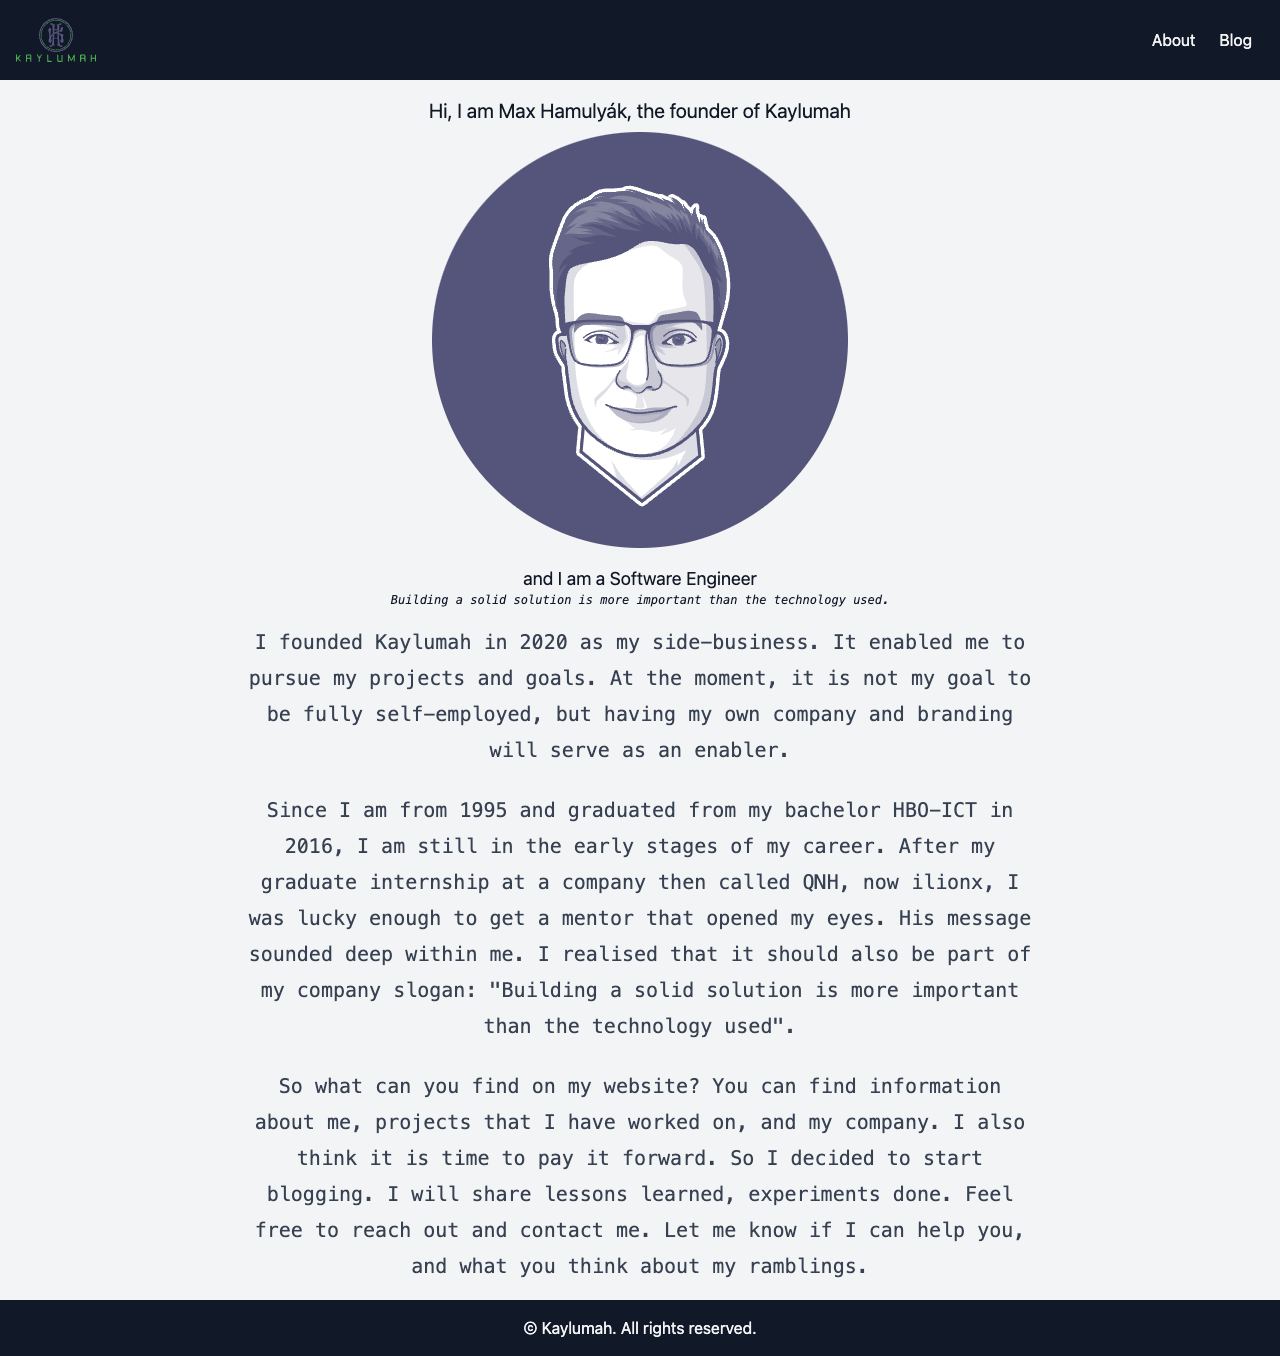 KAYLUMAH
About
Blog
Hi, I am Max Hamulyák, the founder of Kaylumah
and I am a Software Engineer
Building a solid solution is more important than the technology used.
I founded Kaylumah in 2020 as my side-business. It enabled me to
pursue my projects and goals. At the moment, it is not my goal to
be fully self-employed, but having my own company and branding
will serve as an enabler.
Since I am from 1995 and graduated from my bachelor HBO-ICT in
2016, I am still in the early stages of my career. After my
graduate internship at a company then called QNH, now ilionx, I
was lucky enough to get a mentor that opened my eyes. His message
sounded deep within me. I realised that it should also be part of
my company slogan: "Building a solid solution is more important
than the technology used".
So what can you find on my website? You can find information
about me, projects that I have worked on, and my company. I also
think it is time to pay it forward. So I decided to start
blogging. I will share lessons learned, experiments done. Feel
free to reach out and contact me. Let me know if I can help you,
and what you think about my ramblings.
© Kaylumah. All rights reserved.